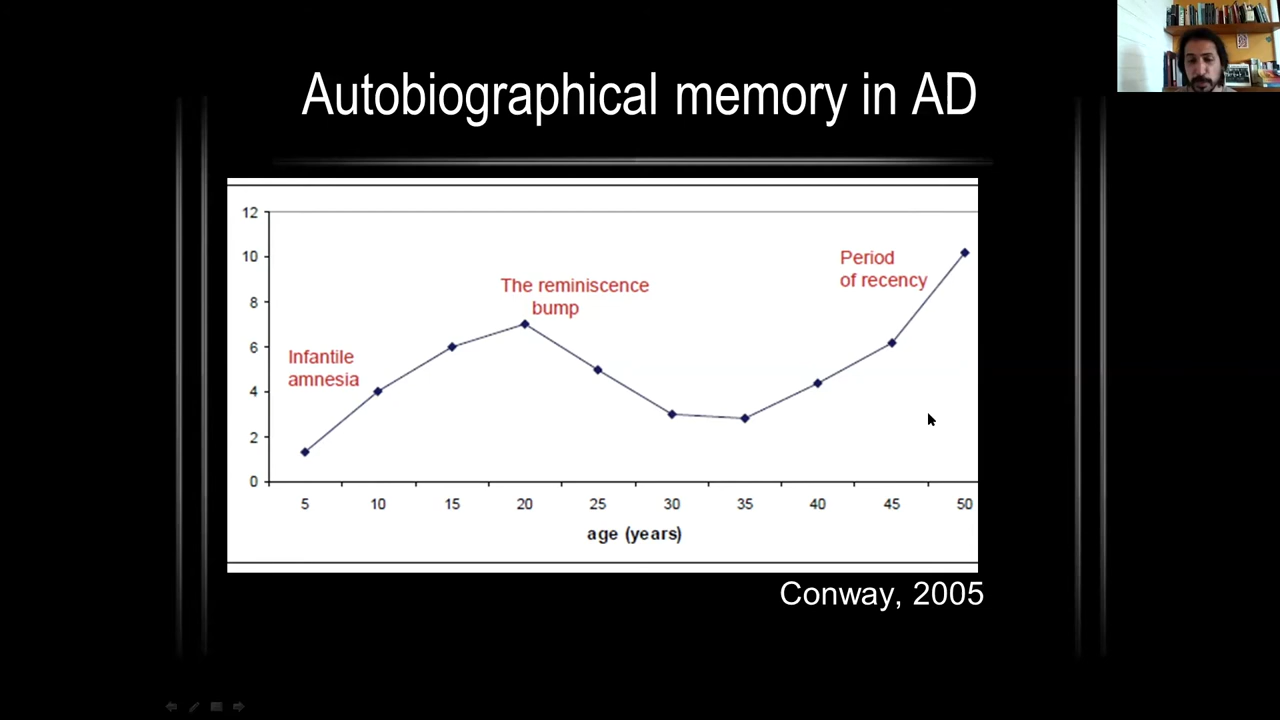 Autobiographical memory in AD
12
10
8
6
4
2
0
Infantile
amnesia
The reminiscence
bump
Period
of recency
5 10 15 20 25 30 35 40 45 50
age (years)
Conway, 2005